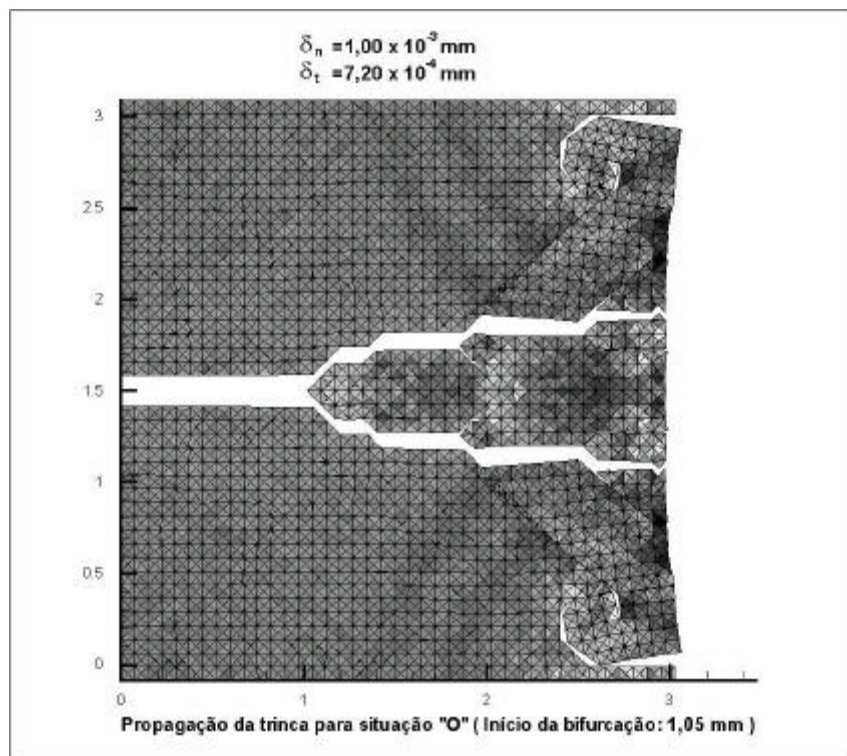 δn =1,00 x 10-3 mm
δt =7,20 x 10-4 mm
3
2.5
2
1.5
1
0.5
0
0 1 2 3
Propagação da trinca para situação "O" ( Início da bifurcação: 1,05 mm )